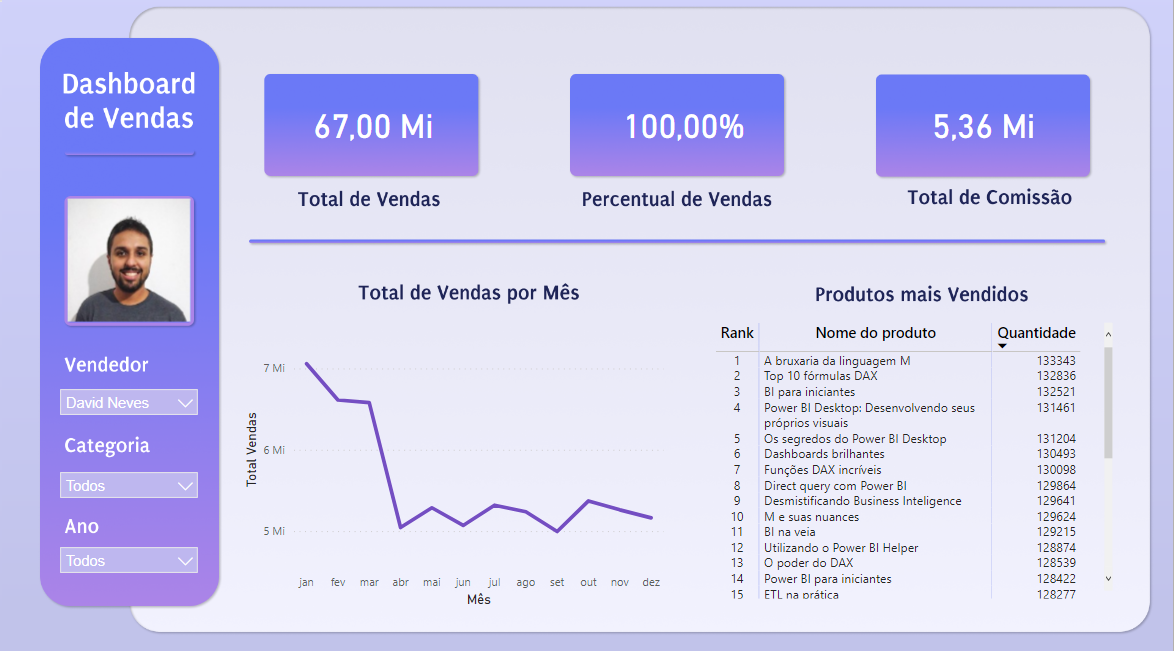 Dashboard
de Vendas
Vendedor
David Neves
Categoria
Todos
Ano
Todos
67,00 Mi
Total de Vendas
100,00%
Percentual de Vendas
5,36 Mi
Total de Comissão
Total de Vendas por Mês
Total Vendas
7 Mi
6 Mi
5 Mi
jan fev mar abr mai jun jul ago set out nov dez
Mês
Produtos mais Vendidos
Rank Nome do produto Quantidade
1 A bruxaria da linguagem M 133343
2 Top 10 fórmulas DAX 132836
3 BI para iniciantes 132521
4 Power BI Desktop: Desenvolvendo seus 131461
próprios visuais
5 Os segredos do Power BI Desktop 131204
6 Dashboards brilhantes 130493
7 Funções DAX incríveis 130098
8 Direct query com Power BI 129864
9 Desmistificando Business Inteligence 129641
10 M e suas nuances 129624
11 BI na veia 129215
12 Utilizando o Power BI Helper 128874
13 O poder do DAX 128539
14 Power BI para iniciantes 128422
15 ETL na prática 128277